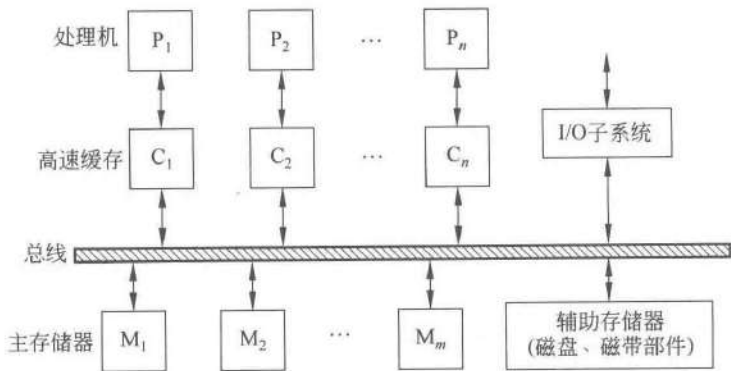 处理机 P1 P2 … Pn
I/O子系统
高速缓存 C1 C2 … Cn
总线
主存储器 M1 M2 … Mm
辅助存储器
(磁盘、磁带部件)